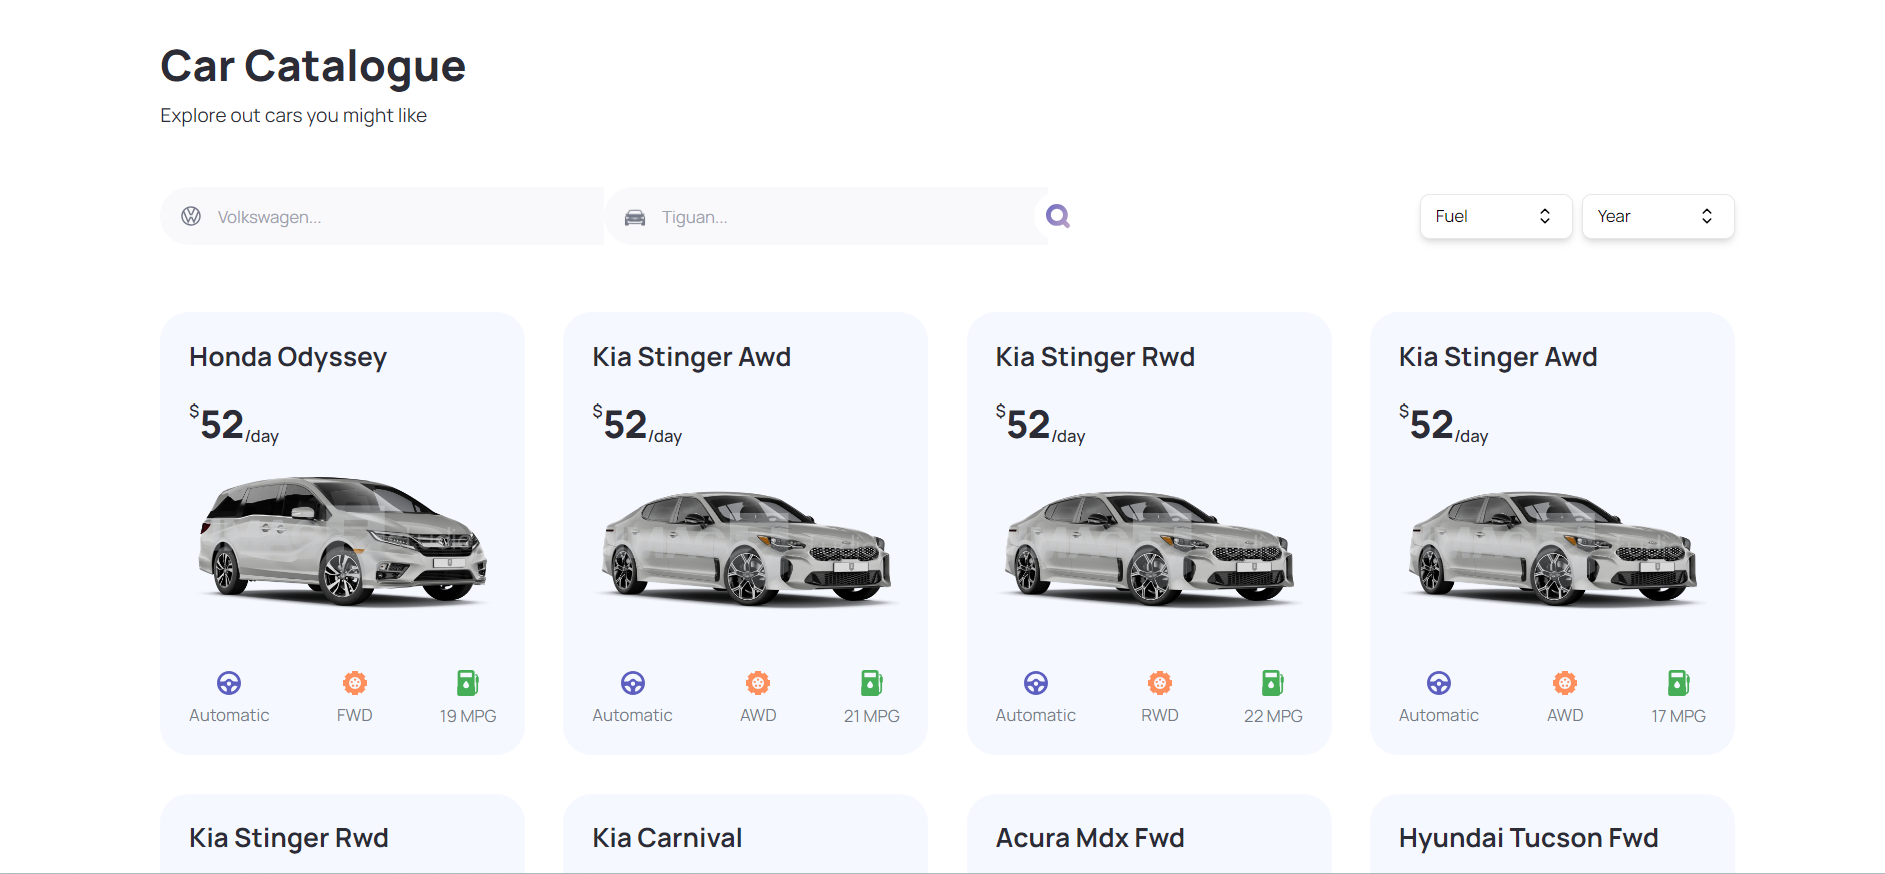 Car Catalogue
Explore out cars you might like
Volkswagen...
Tiguan...
Fuel
Year
Honda Odyssey
$52/day
Automatic
FWD
19 MPG
Kia Stinger Awd
$52/day
Automatic
AWD
21 MPG
Kia Stinger Rwd
$52/day
Automatic
RWD
22 MPG
Kia Stinger Awd
$52/day
Automatic
AWD
17 MPG
Kia Stinger Rwd
Kia Carnival
Acura Mdx Fwd
Hyundai Tucson Fwd